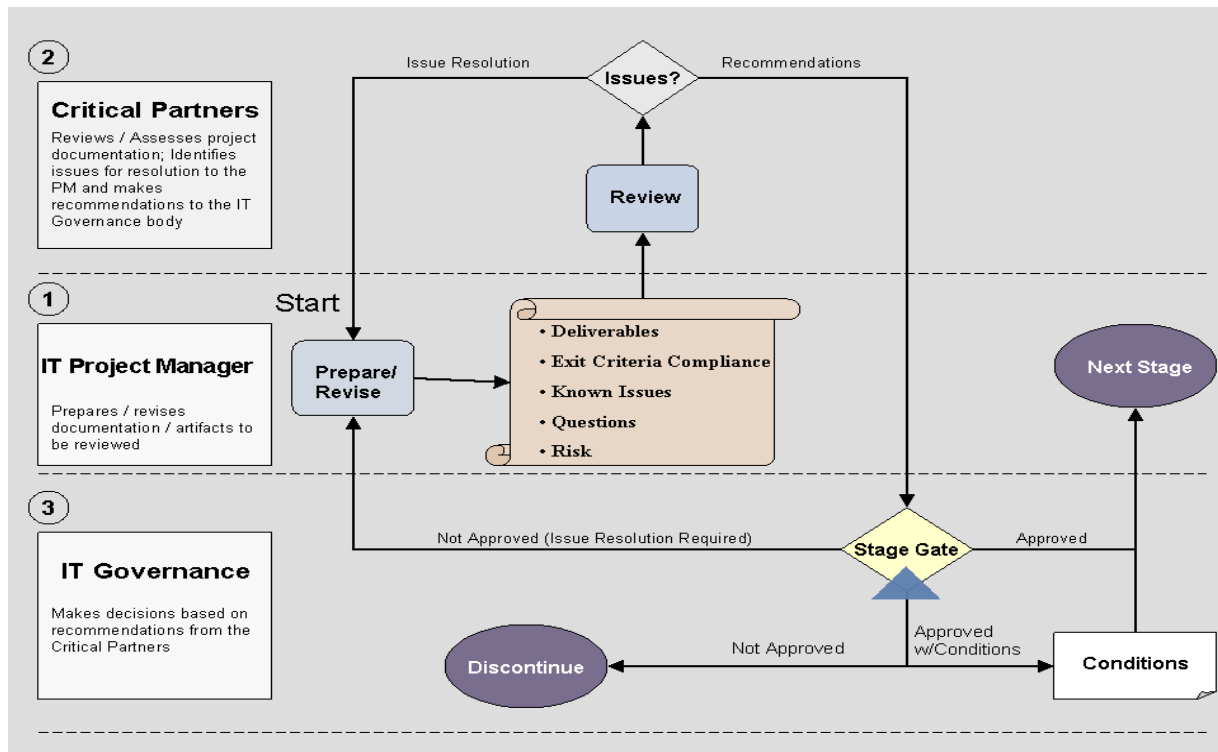 2
Critical Partners
Reviews / Assesses project
documentation; Identifies
issues for resolution to the
PM and makes
recommendations to the IT
Governance body
Issue Resolution
Issues?
Recommendations
Review
1
IT Project Manager
Prepares / revises
documentation / artifacts to
be reviewed
Start
Prepare/
Revise
• Deliverables
• Exit Criteria Compliance
• Known Issues
• Questions
• Risk
Next Stage
3
IT Governance
Makes decisions based on
recommendations from the
Critical Partners
Not Approved (Issue Resolution Required)
Stage Gate
Approved
Discontinue
Not Approved
Approved
w/Conditions
Conditions